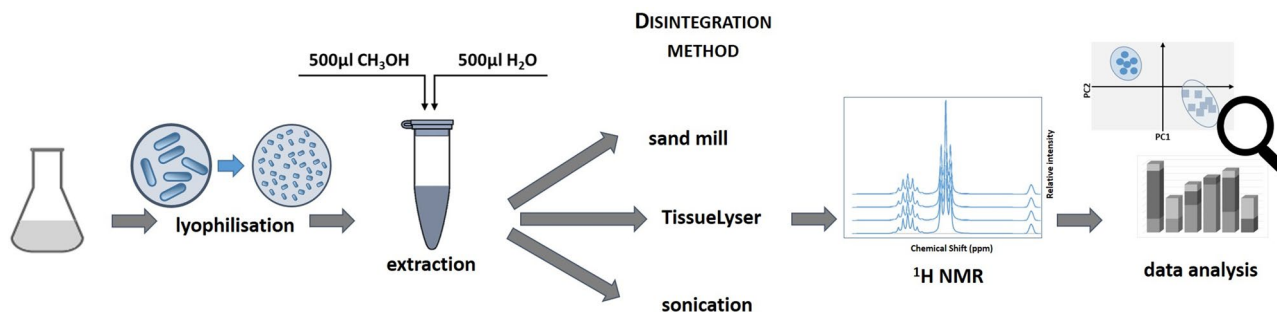 DISINTEGRATION
METHOD
500µl CH₃OH
500µl H₂O
lyophilisation
extraction
sand mill
TissueLyser
sonication
Relative intensity
Chemical Shift (ppm)
¹H NMR
PC2
PC1
data analysis